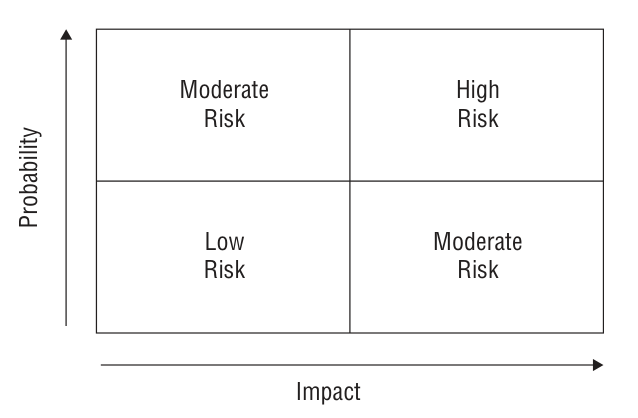 Probability
Moderate
Risk
High
Risk
Low
Risk
Moderate
Risk
Impact